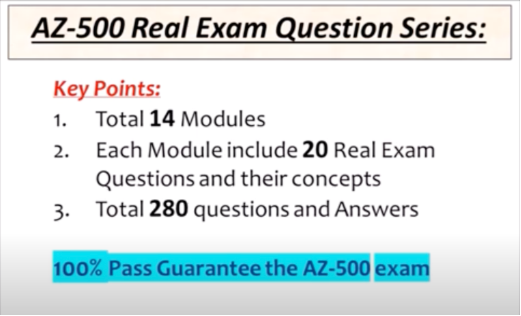 AZ-500 Real Exam Question Series:
Key Points:
1. Total 14 Modules
2. Each Module include 20 Real Exam
Questions and their concepts
3. Total 280 questions and Answers
100% Pass Guarantee the AZ-500 exam